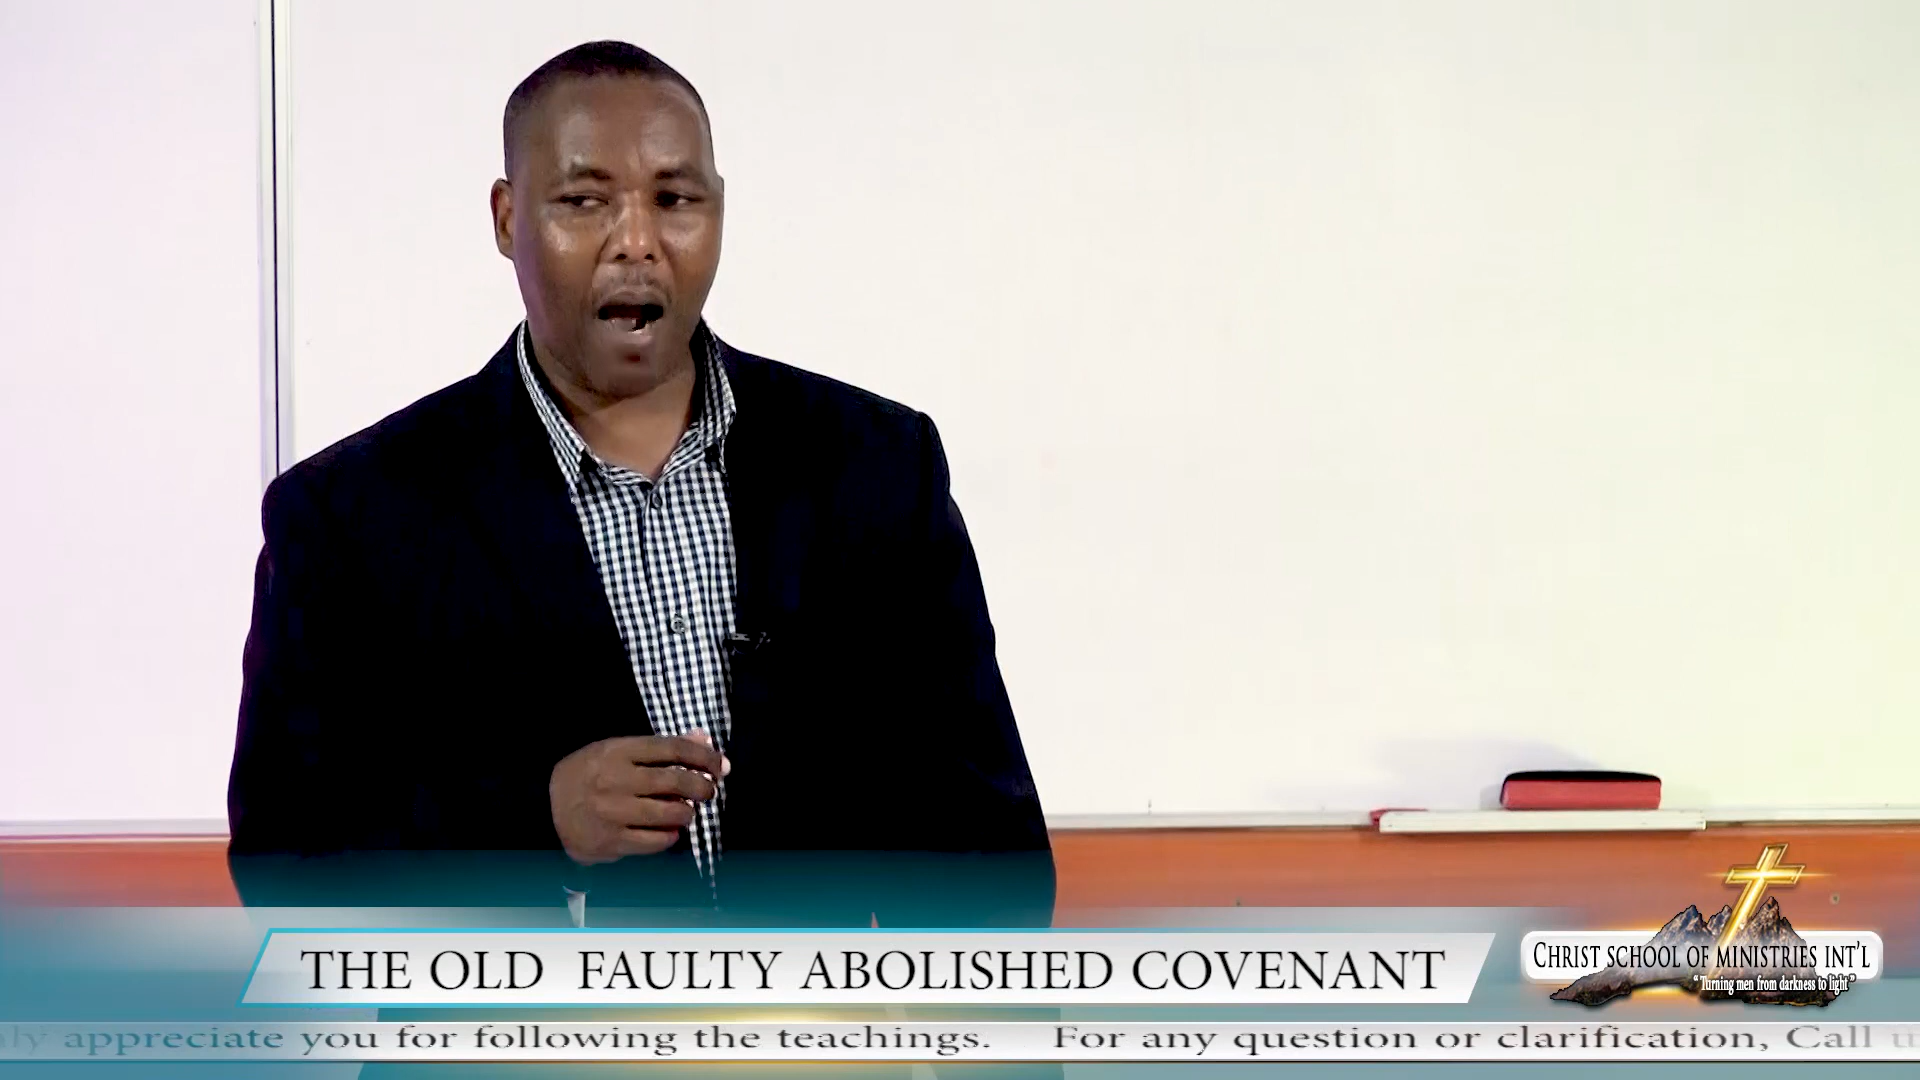 THE OLD FAULTY ABOLISHED COVENANT
CHRIST SCHOOL OF MINISTRIES INT'L
"Turning men from darkness to light"
appreciate you for following the teachings. For any question or clarification, Call